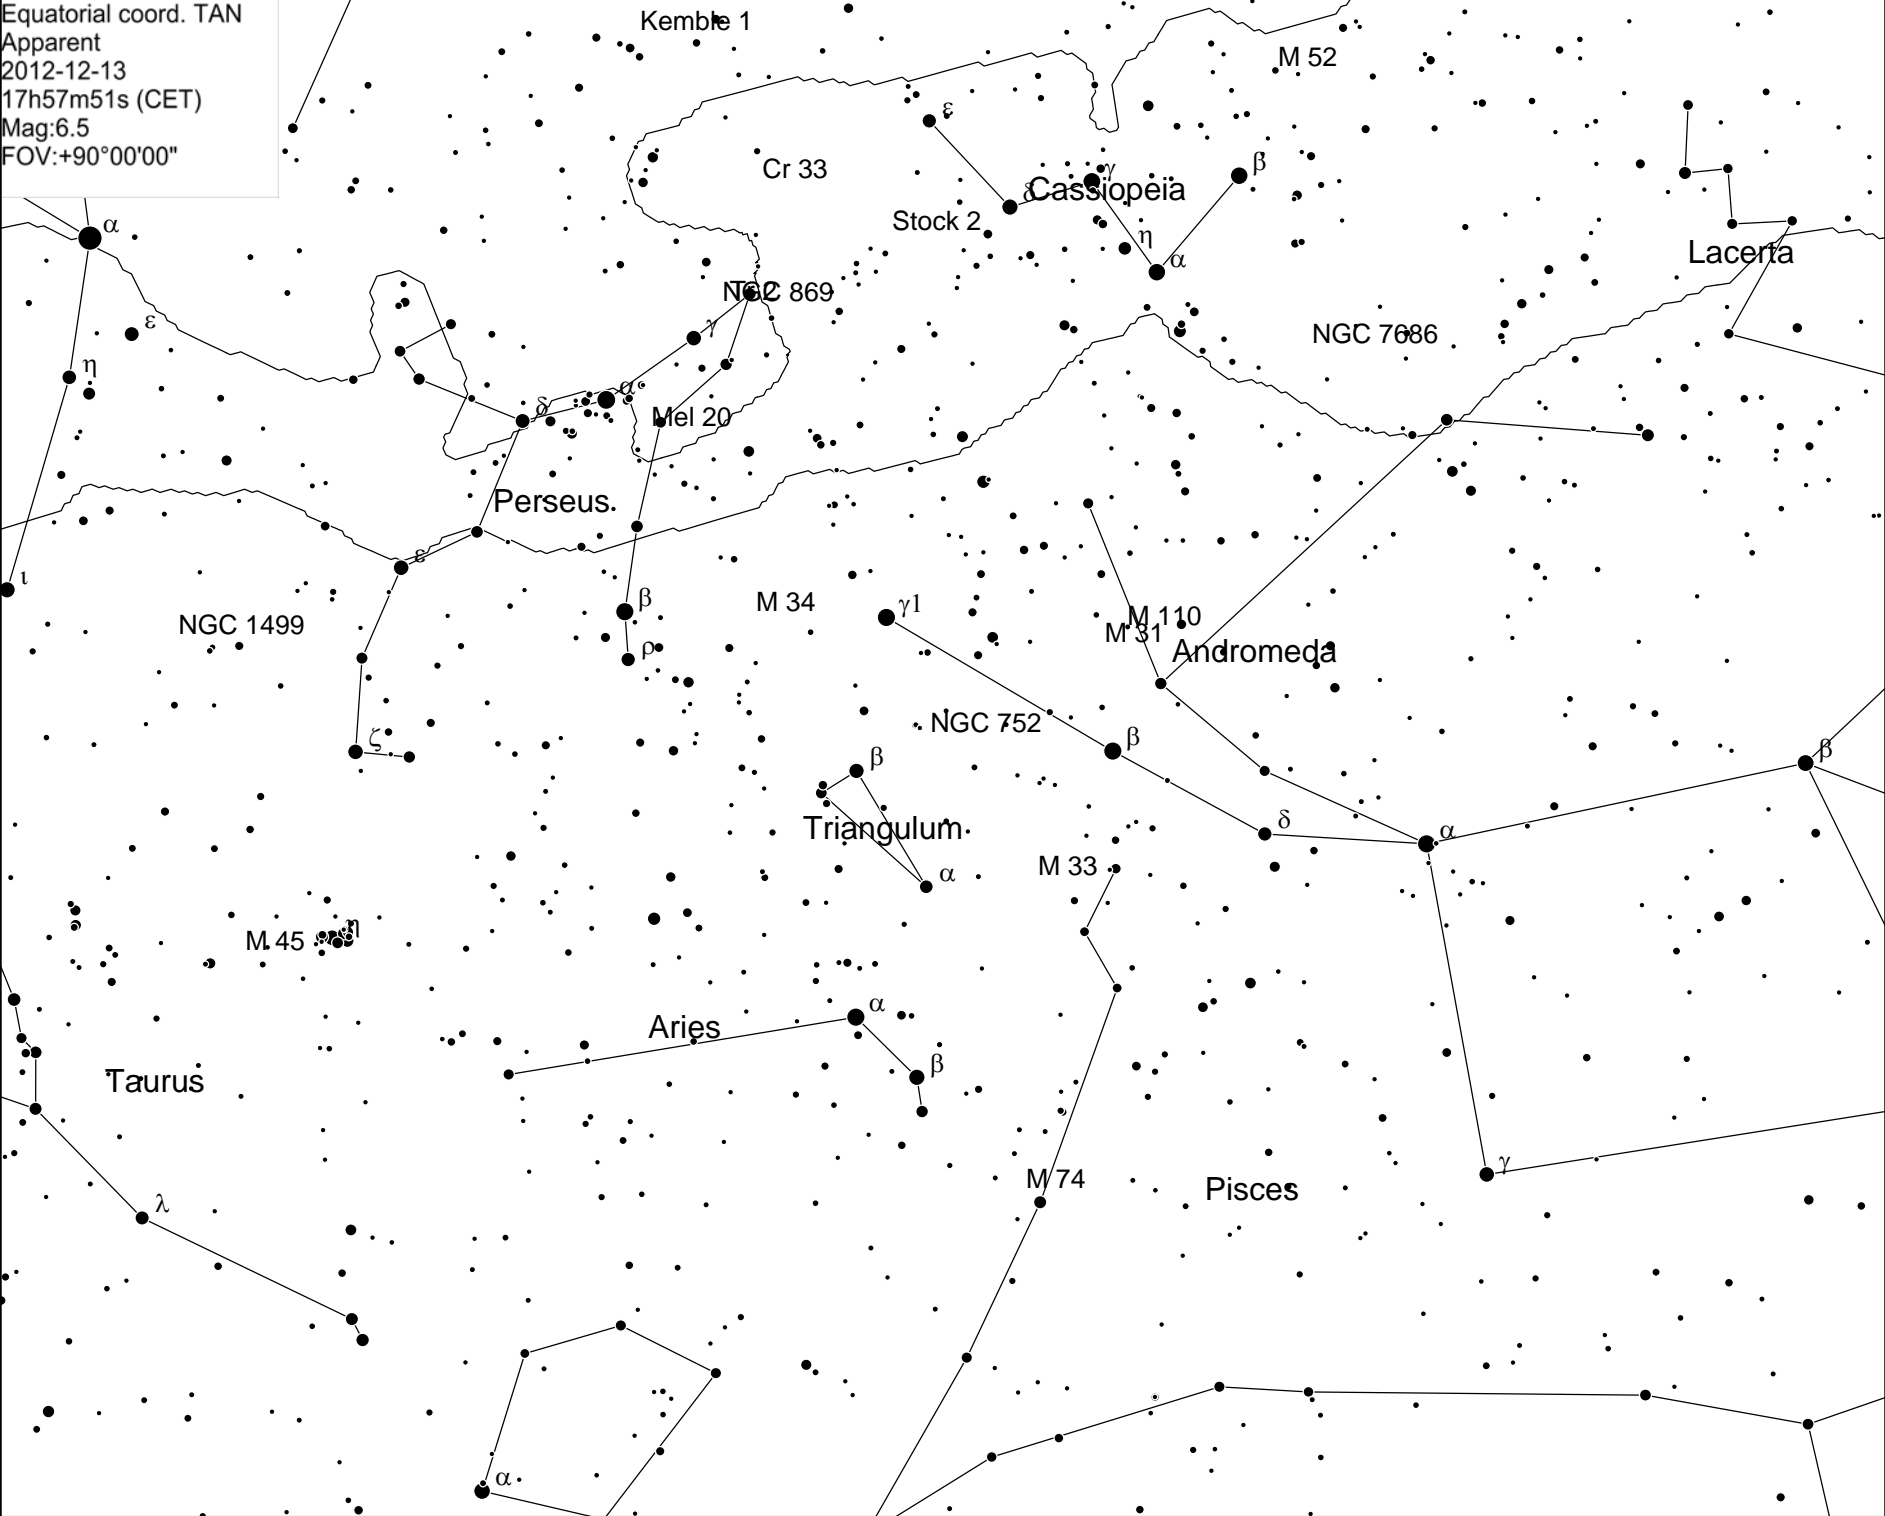 Equatorial coord. TAN
Apparent
2012-12-13
17h57m51s (CET)
Mag:6.5
FOV:+90°00'00"
Kemble 1
M 52
ε
Cr 33
γ
β
δ
Cassiopeia
Stock 2
α
η
α
Lacerta
Tr 2
NGC 869
ε
γ
NGC 7686
η
α
δ
Mel 20
Perseus
ε
ι
NGC 1499
β
M 34
γ1
M 110
M 31
ρ
Andromeda
NGC 752
ζ
β
β
β
Triangulum
δ
α
M 33
α
M 45
η
α
Aries
β
Taurus
γ
M 74
Pisces
λ
α